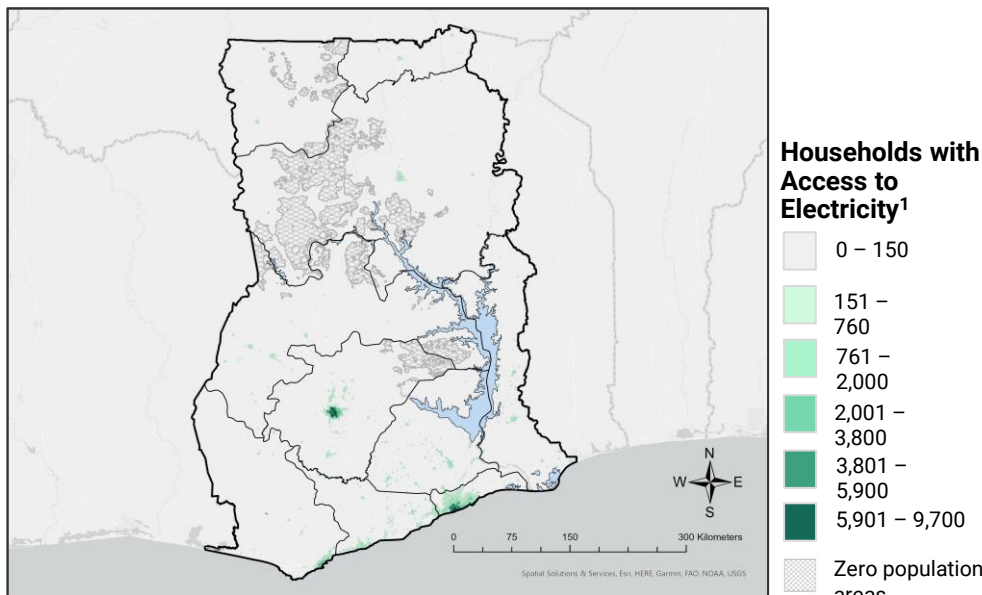 Households with
Access to
Electricity¹
0 – 150
151 –
760
761 –
2,000
2,001 –
3,800
3,801 –
5,900
5,901 – 9,700
Zero population
areas
N
W E
S
0 75 150 300 Kilometers
Spatial Solutions & Services, Esri, HERE, Garmin, FAO, NOAA, USGS